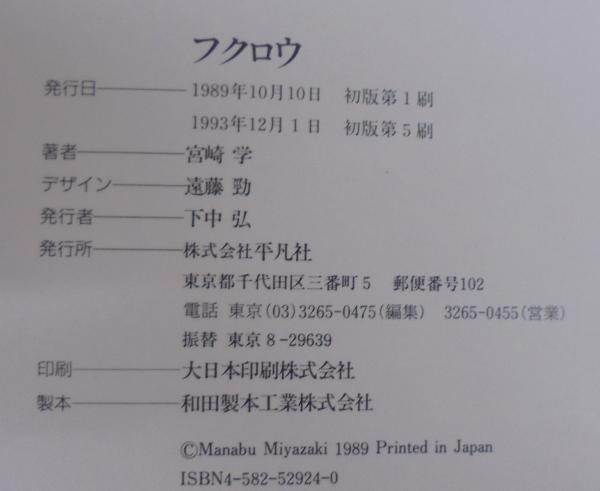 フクロウ
発行日――― 1989年10月10日 初版第1刷
1993年12月1日 初版第5刷
著者――― 宮崎 学
デザイン――― 遠藤 勁
発行者――― 下中 弘
発行所――― 株式会社平凡社
東京都千代田区三番町5 郵便番号102
電話 東京(03)3265-0475(編集) 3265-0455(営業)
振替 東京8-29639
印刷――― 大日本印刷株式会社
製本――― 和田製本工業株式会社
©Manabu Miyazaki 1989 Printed in Japan
ISBN4-582-52924-0